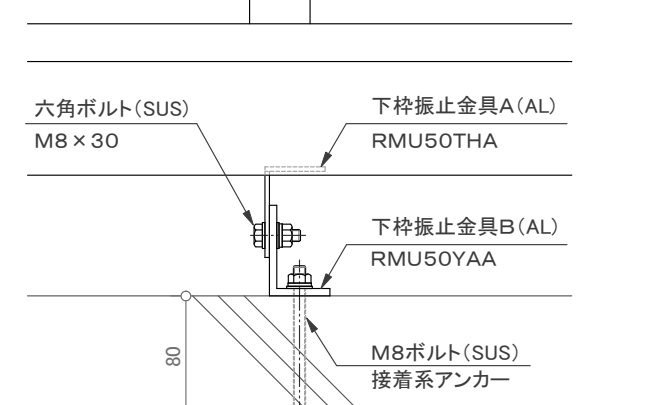 六角ボルト(SUS)
M8×30
下枠振止金具A(AL)
RMU50THA
下枠振止金具B(AL)
RMU50YAA
M8ボルト(SUS)
接着系アンカー
80